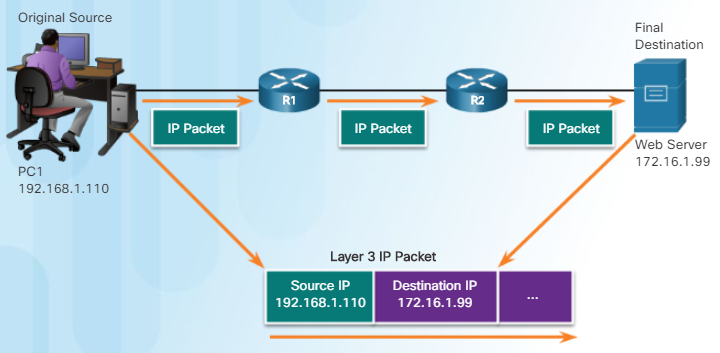 Original Source
Final
Destination
R1
R2
IP Packet
IP Packet
IP Packet
PC1
192.168.1.110
Web Server
172.16.1.99
Layer 3 IP Packet
Source IP
192.168.1.110
Destination IP
172.16.1.99
...